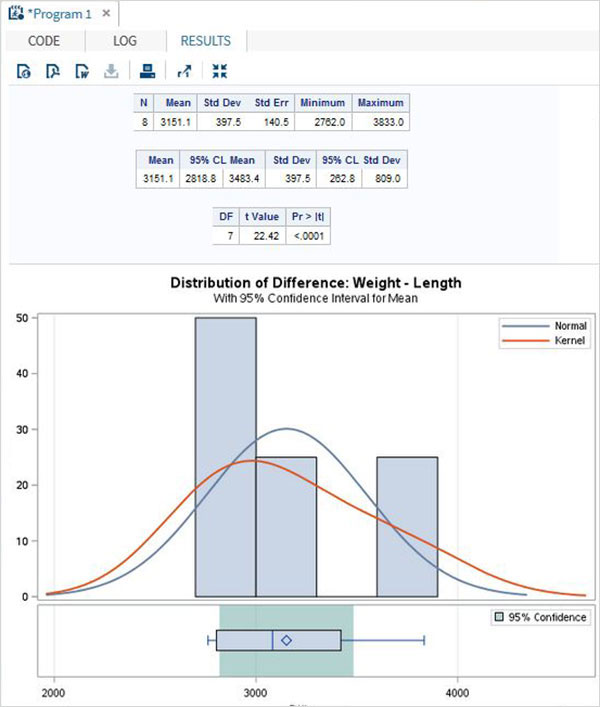 *Program 1 ×
CODE LOG RESULTS
N Mean Std Dev Std Err Minimum Maximum
8 3151.1 397.5 140.5 2762.0 3833.0
Mean 95% CL Mean Std Dev 95% CL Std Dev
3151.1 2818.8 3483.4 397.5 262.8 809.0
DF t Value Pr > |t|
7 22.42 <.0001
Distribution of Difference: Weight - Length
With 95% Confidence Interval for Mean
50
Normal
Kernel
40
30
20
10
0
95% Confidence
2000 3000 4000